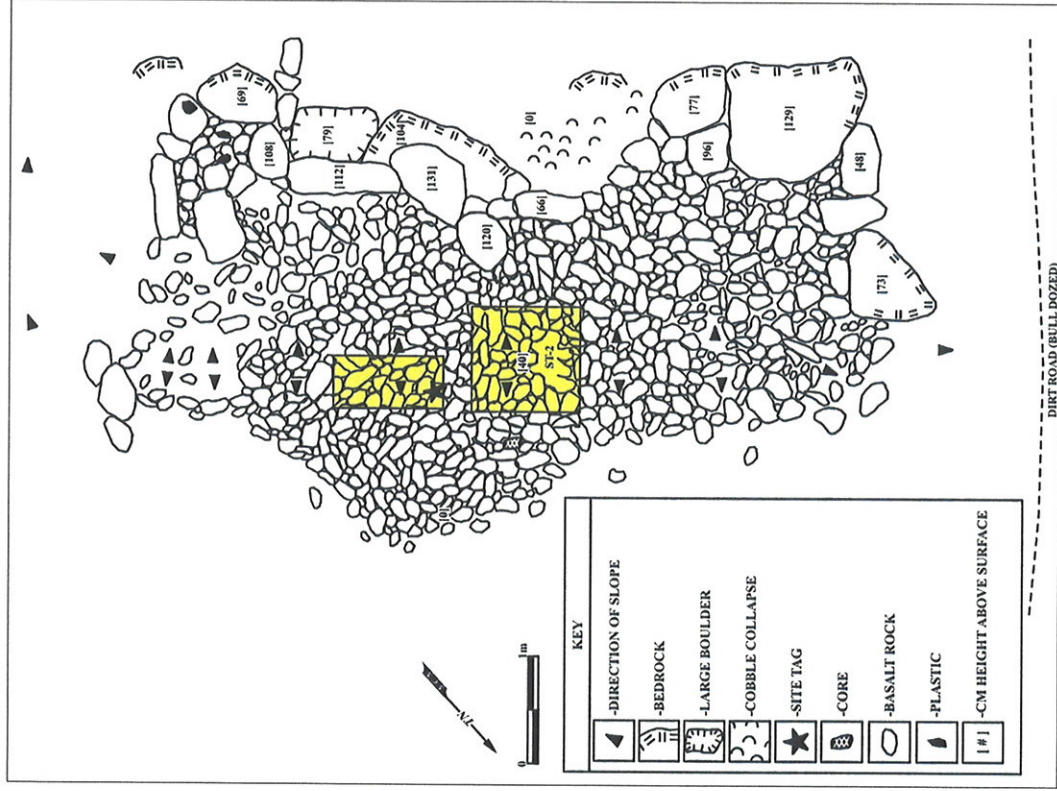 [69]
[108]
[79]
[112]
[104]
[131]
[0]
[120]
[66]
[77]
[96]
[129]
[48]
[73]
[40]
ST-2
[0]
TN
0 1m
DIRT ROAD (BULLDOZED)
KEY
-DIRECTION OF SLOPE
-BEDROCK
-LARGE BOULDER
-COBBLE COLLAPSE
-SITE TAG
-CORE
-BASALT ROCK
-PLASTIC
[#] -CM HEIGHT ABOVE SURFACE